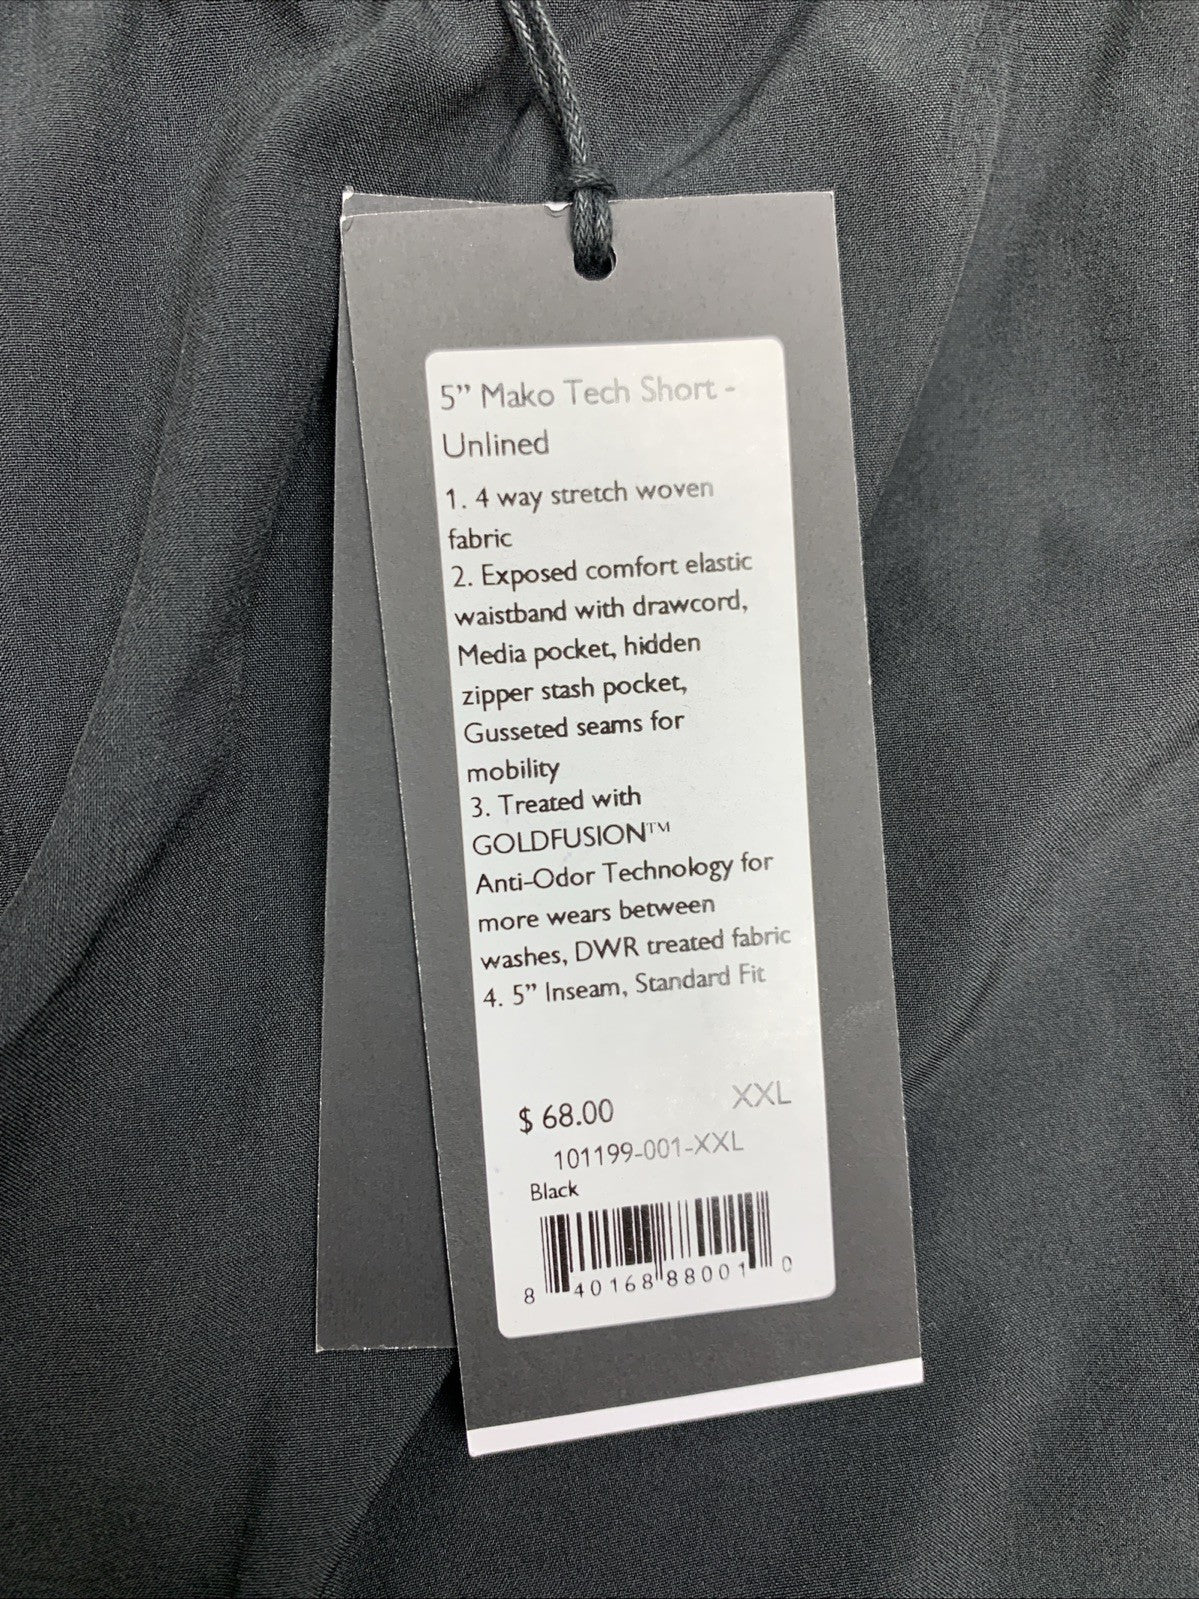 5” Mako Tech Short -
Unlined
1. 4 way stretch woven
fabric
2. Exposed comfort elastic
waistband with drawcord,
Media pocket, hidden
zipper stash pocket,
Gusseted seams for
mobility
3. Treated with
GOLDFUSION™
Anti-Odor Technology for
more wears between
washes, DWR treated fabric
4. 5” Inseam, Standard Fit
$ 68.00 XXL
101199-001-XXL
Black
8 40168 88001 0